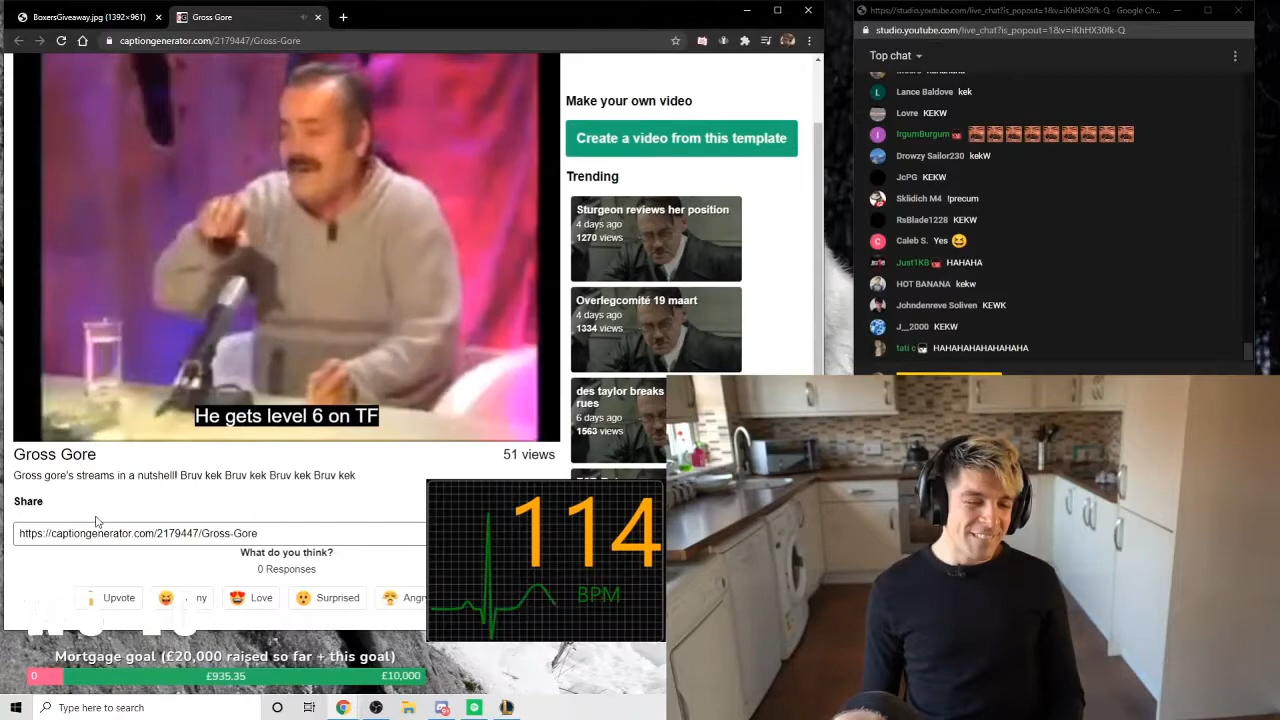 BoxersGiveaway.jpg (1392×961)
Gross Gore
captiongenerator.com/2179447/Gross-Gore
He gets level 6 on TF
Gross Gore
51 views
Gross gore's streams in a nutshell! Bruv kek Bruv kek Bruv kek Bruv kek
Share
https://captiongenerator.com/2179447/Gross-Gore
What do you think?
0 Responses
Upvote
ny
Love
Surprised
Angr
Make your own video
Create a video from this template
Trending
Sturgeon reviews her position
4 days ago
1270 views
Overlegcomité 19 maart
4 days ago
1334 views
des taylor breaks
rues
6 days ago
1563 views
114
BPM
Mortgage goal (£20,000 raised so far + this goal)
0
£935.35
£10,000
Type here to search
https://studio.youtube.com/live_chat?is_popout=1&v=iKhHX30fk-Q - Google Ch...
studio.youtube.com/live_chat?is_popout=1&v=iKhHX30fk-Q
Top chat
Lance Baldove kek
Lovre KEKW
IrgumBurgum
Drowzy Sailor230 kekW
JcPG KEKW
Sklidich M4 !precum
RsBlade1228 KEKW
Caleb S. Yes
Just1KB HAHAHA
HOT BANANA kekw
Johndenreve Soliven KEWK
J__2000 KEKW
tati c HAHAHAHAHAHAHAHA